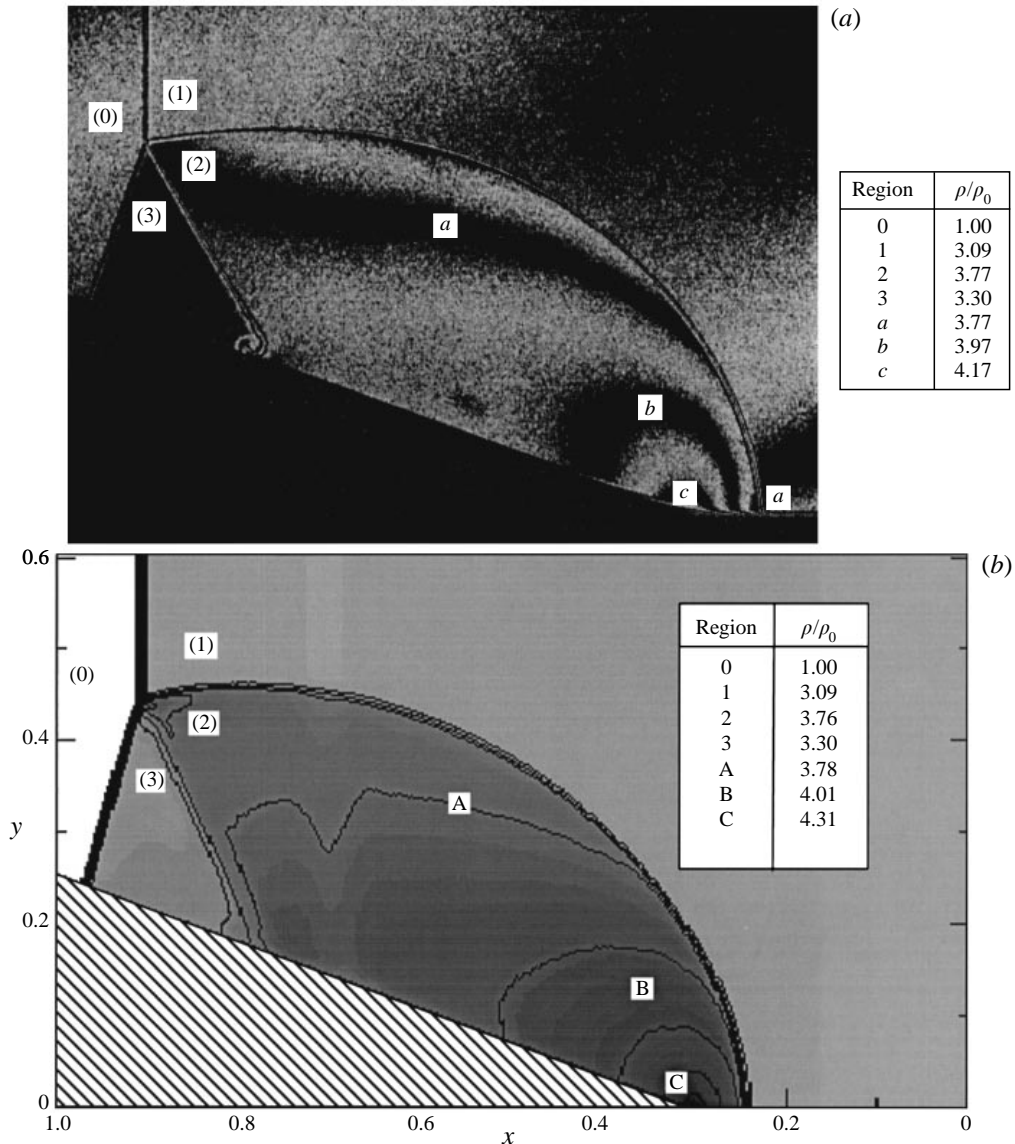 (a)
(1)
(0)
(2)
(3)
a
b
c
a
Region ρ/ρ0
0 1.00
1 3.09
2 3.77
3 3.30
a 3.77
b 3.97
c 4.17
(b)
0.6
0.4
0.2
0
y
(1)
(0)
(2)
(3)
A
B
C
Region ρ/ρ0
0 1.00
1 3.09
2 3.76
3 3.30
A 3.78
B 4.01
C 4.31
1.0 0.8 0.6 0.4 0.2 0
x